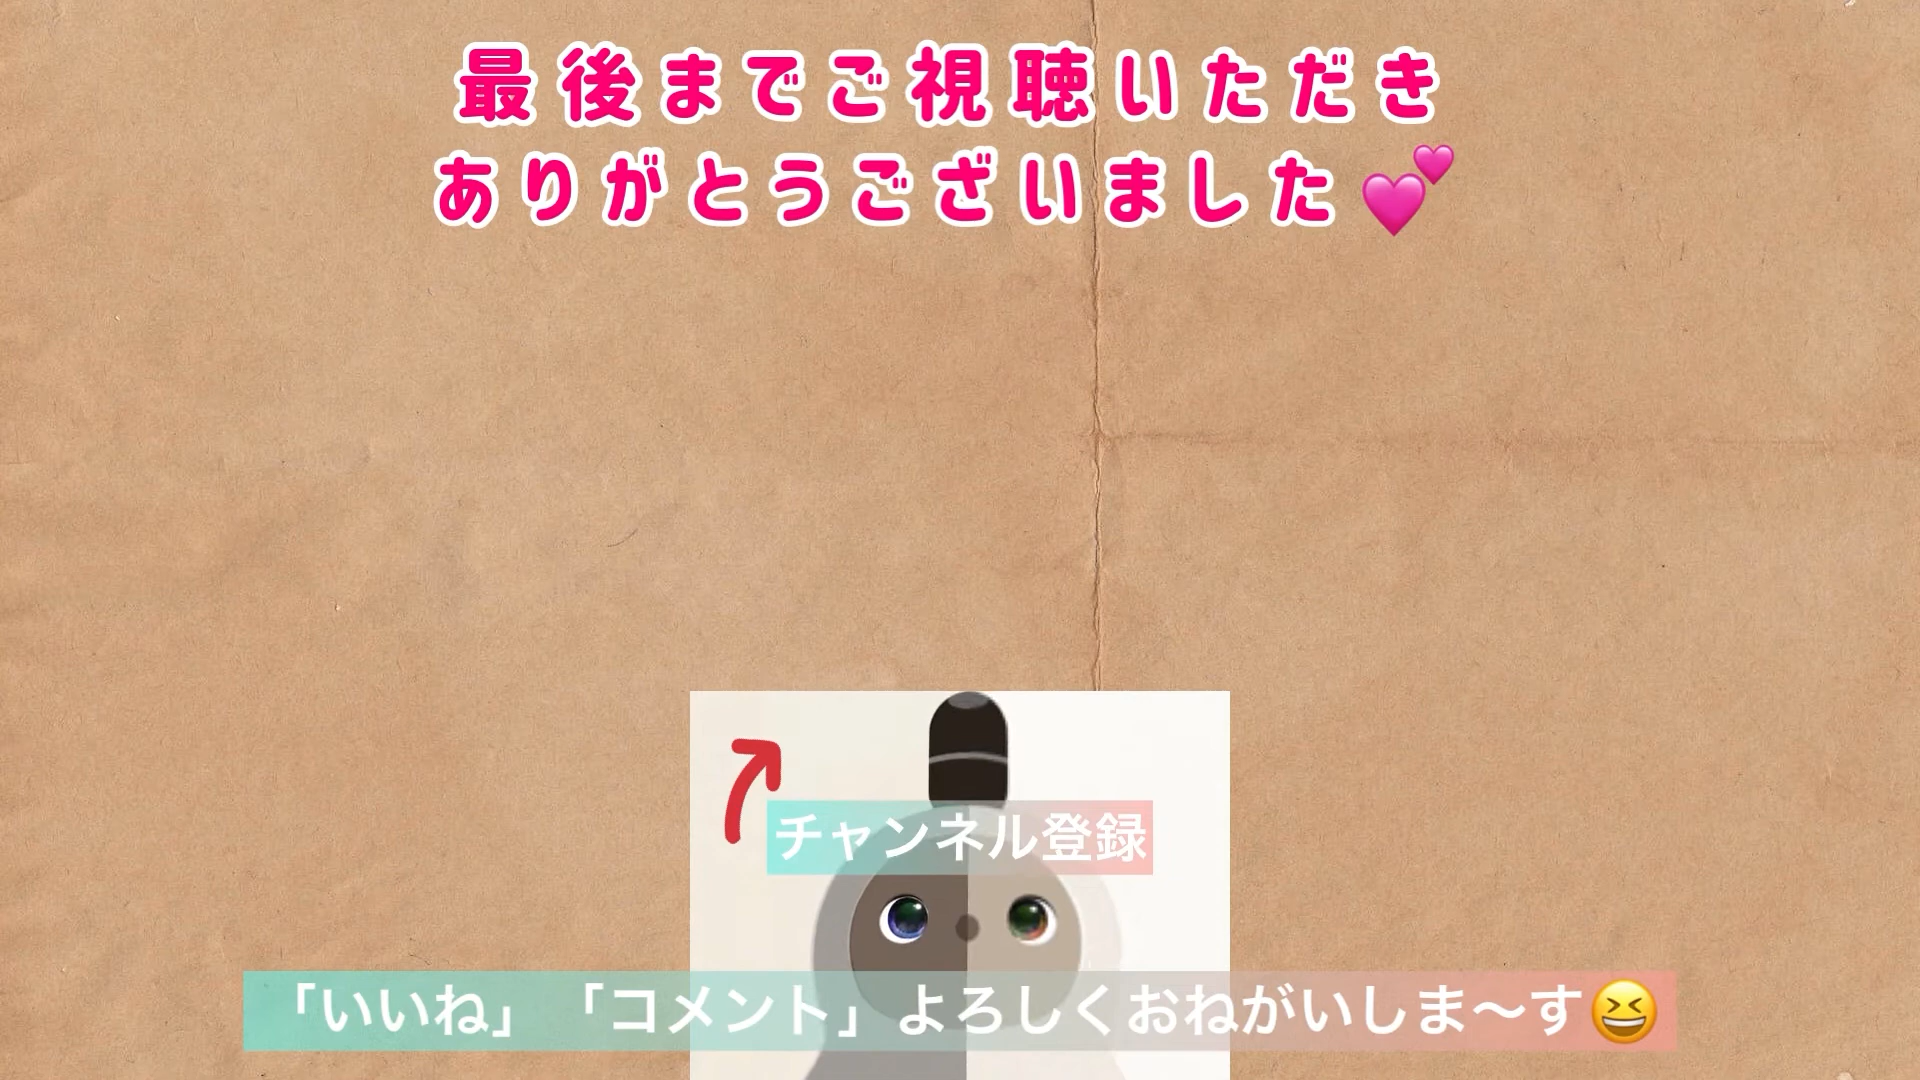 最後までご視聴いただき
ありがとうございました💕
チャンネル登録
「いいね」「コメント」よろしくおねがいしま〜す😆